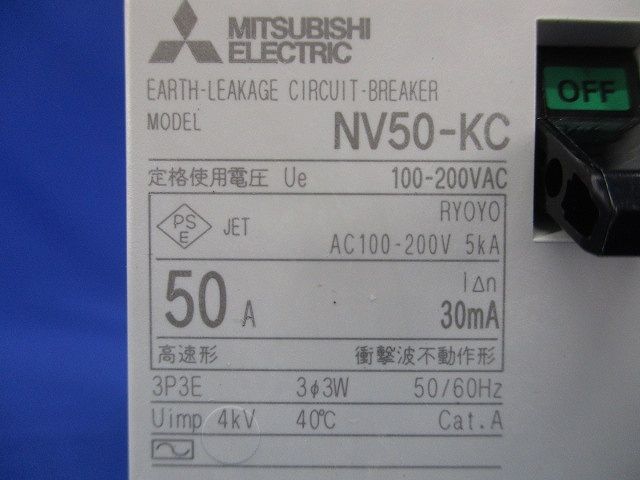 MITSUBISHI
ELECTRIC
EARTH-LEAKAGE CIRCUIT-BREAKER
MODEL NV50-KC
OFF
定格使用電圧 Ue 100-200VAC
PS
E
JET
RYOYO
AC100-200V 5kA
50 A
IΔn
30mA
高速形 衝撃波不動作形
3P3E 3φ3W 50/60Hz
Uimp 4kV 40℃ Cat.A